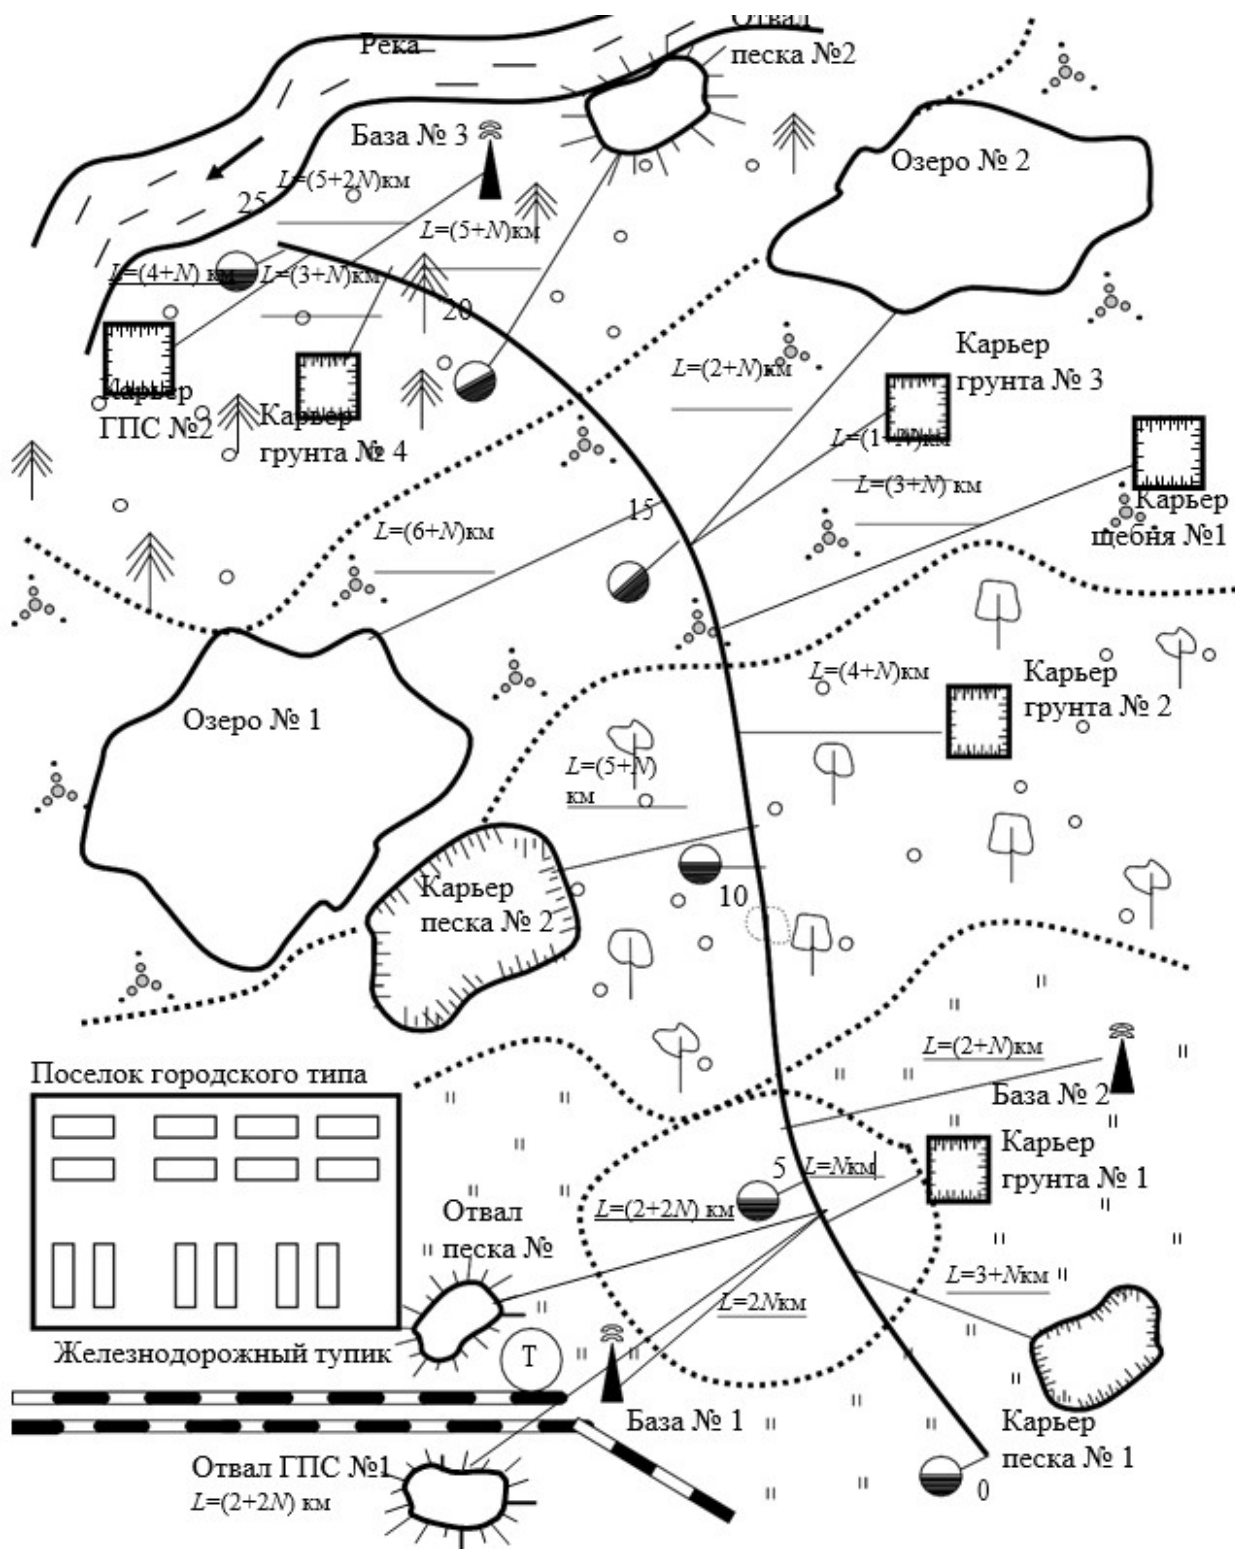 Отвал
песка №2
Река
База № 3
Озеро № 2
L=(5+2N)км
25
L=(5+N)км
L=(4+N) км
L=(3+N)км
20
Карьер
грунта № 3
L=(2+N)км
Карьер
ГПС №2
Карьер
грунта № 4
L=(1+N)км
L=(3+N) км
15
Карьер
щебня №1
L=(6+N)км
L=(4+N)км
Карьер
грунта № 2
Озеро № 1
L=(5+N)
км
Карьер
песка № 2
10
L=(2+N)км
База № 2
Поселок городского типа
Карьер
грунта № 1
5
L=Nкм
L=(2+2N) км
Отвал
песка №
L=3+Nкм
L=2Nкм
Железнодорожный тупик
Т
База № 1
Карьер
песка № 1
Отвал ГПС №1
L=(2+2N) км
0